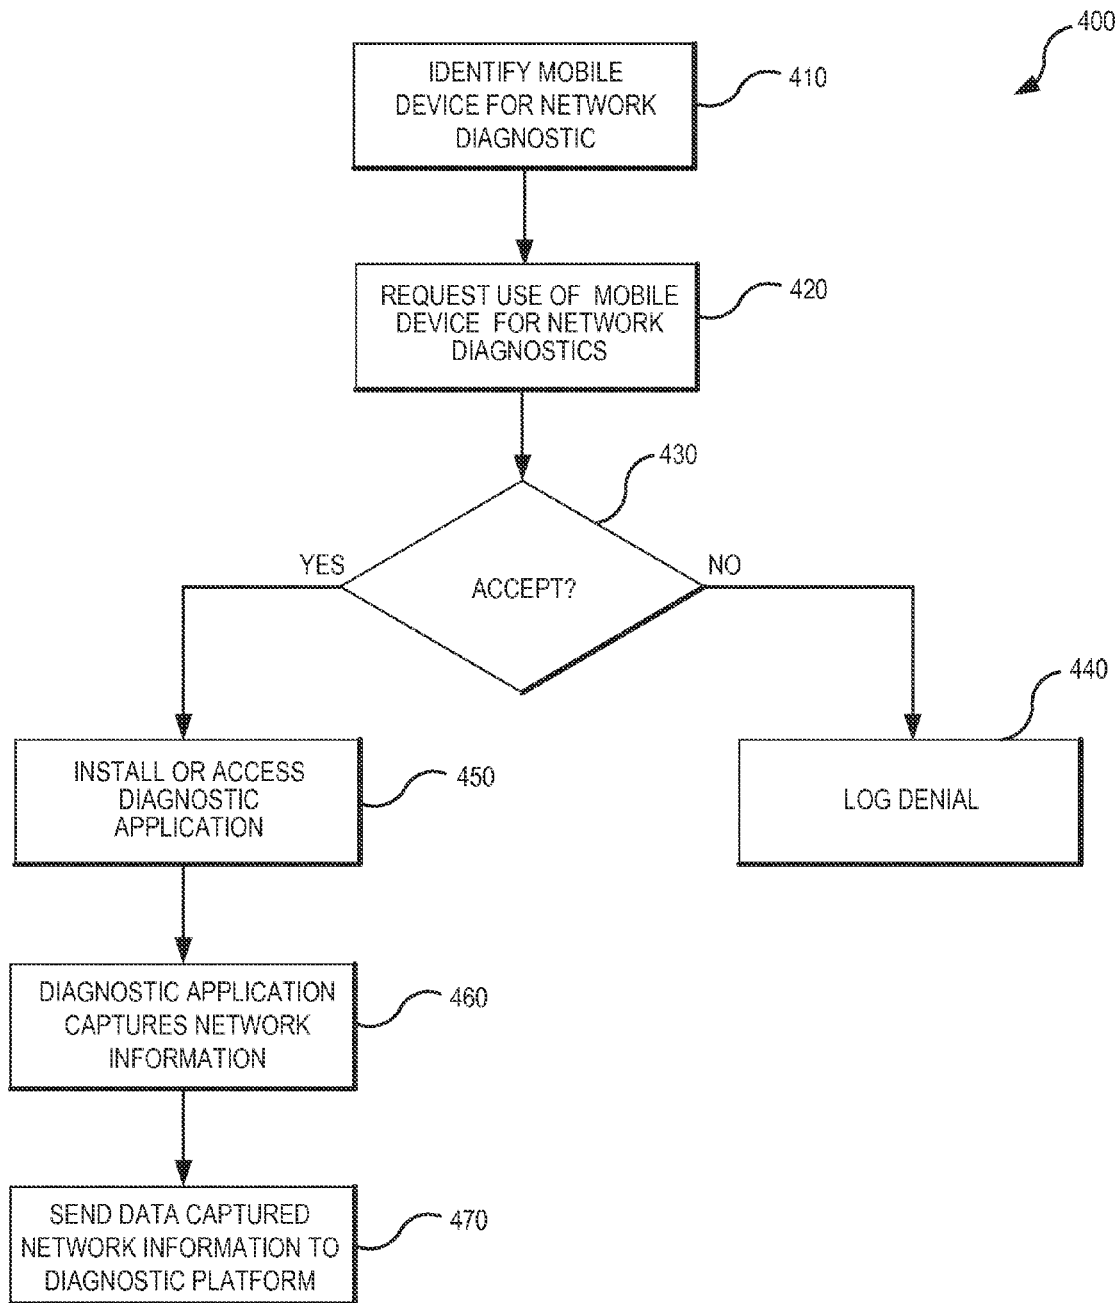 400
IDENTIFY MOBILE
DEVICE FOR NETWORK
DIAGNOSTIC
410
REQUEST USE OF MOBILE
DEVICE FOR NETWORK
DIAGNOSTICS
420
430
YES
ACCEPT?
NO
440
INSTALL OR ACCESS
DIAGNOSTIC
APPLICATION
450
LOG DENIAL
DIAGNOSTIC APPLICATION
CAPTURES NETWORK
INFORMATION
460
SEND DATA CAPTURED
NETWORK INFORMATION TO
DIAGNOSTIC PLATFORM
470